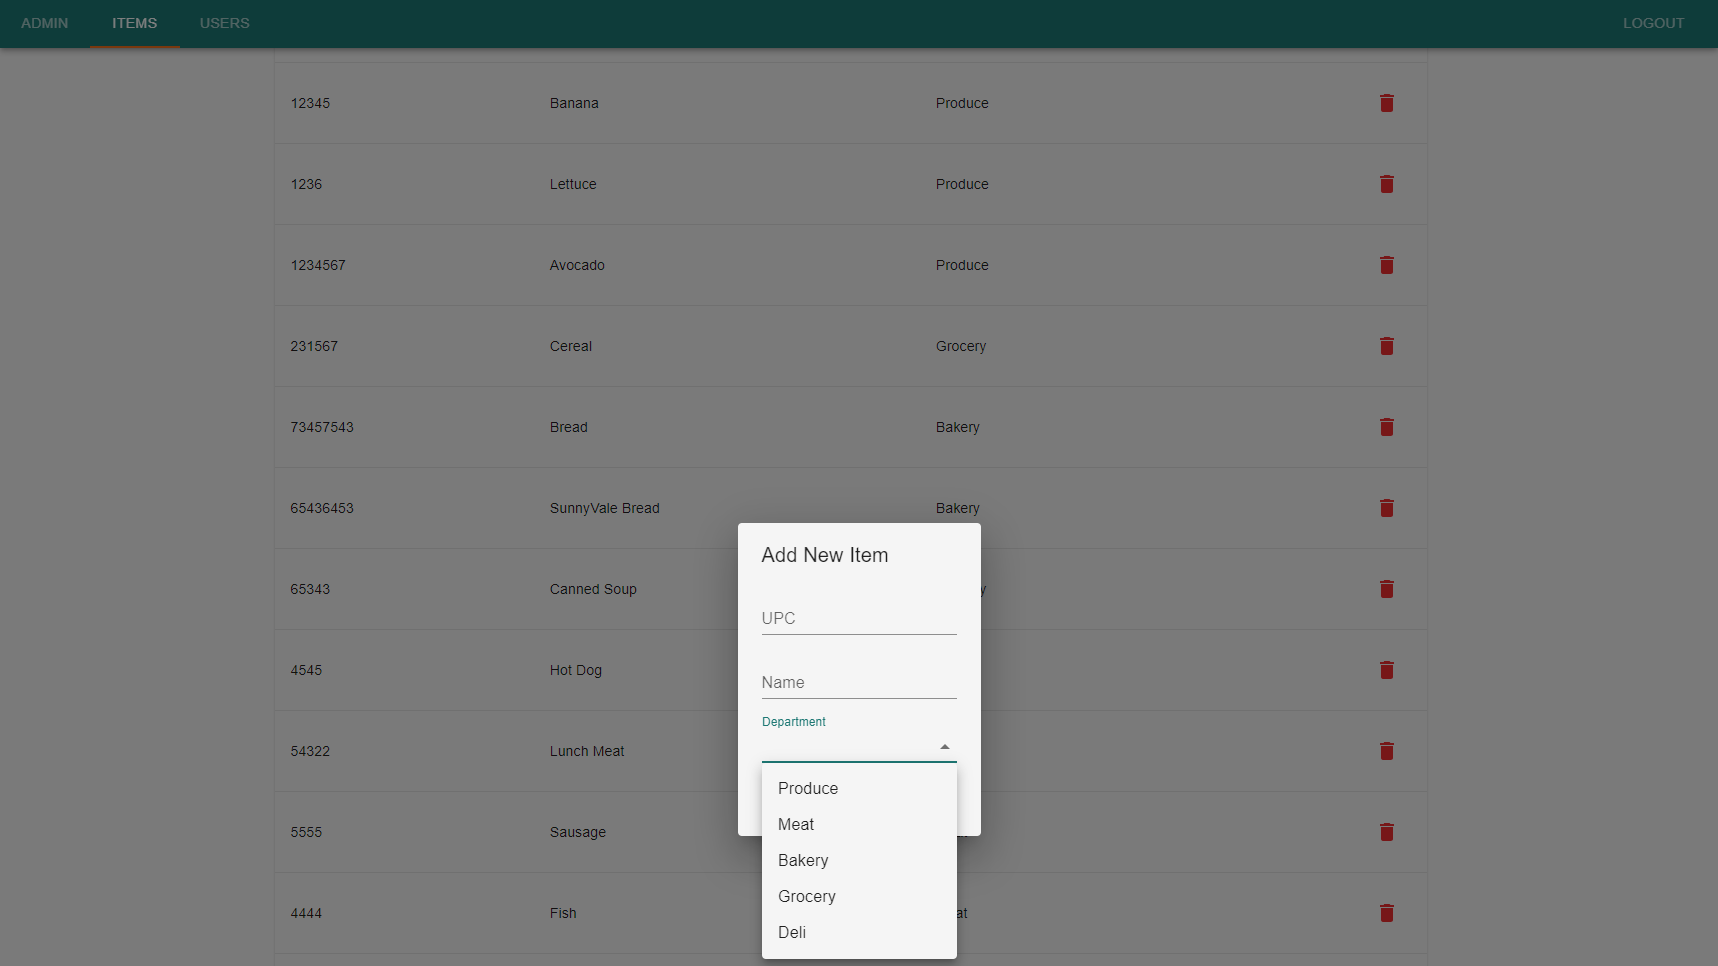 ADMIN ITEMS USERS LOGOUT
12345 Banana Produce
1236 Lettuce Produce
1234567 Avocado Produce
231567 Cereal Grocery
73457543 Bread Bakery
65436453 SunnyVale Bread Bakery
Add New Item
65343 Canned Soup y
UPC
4545 Hot Dog
Name
Department
54322 Lunch Meat
Produce
Meat
5555 Sausage
Bakery
Grocery
4444 Fish at
Deli